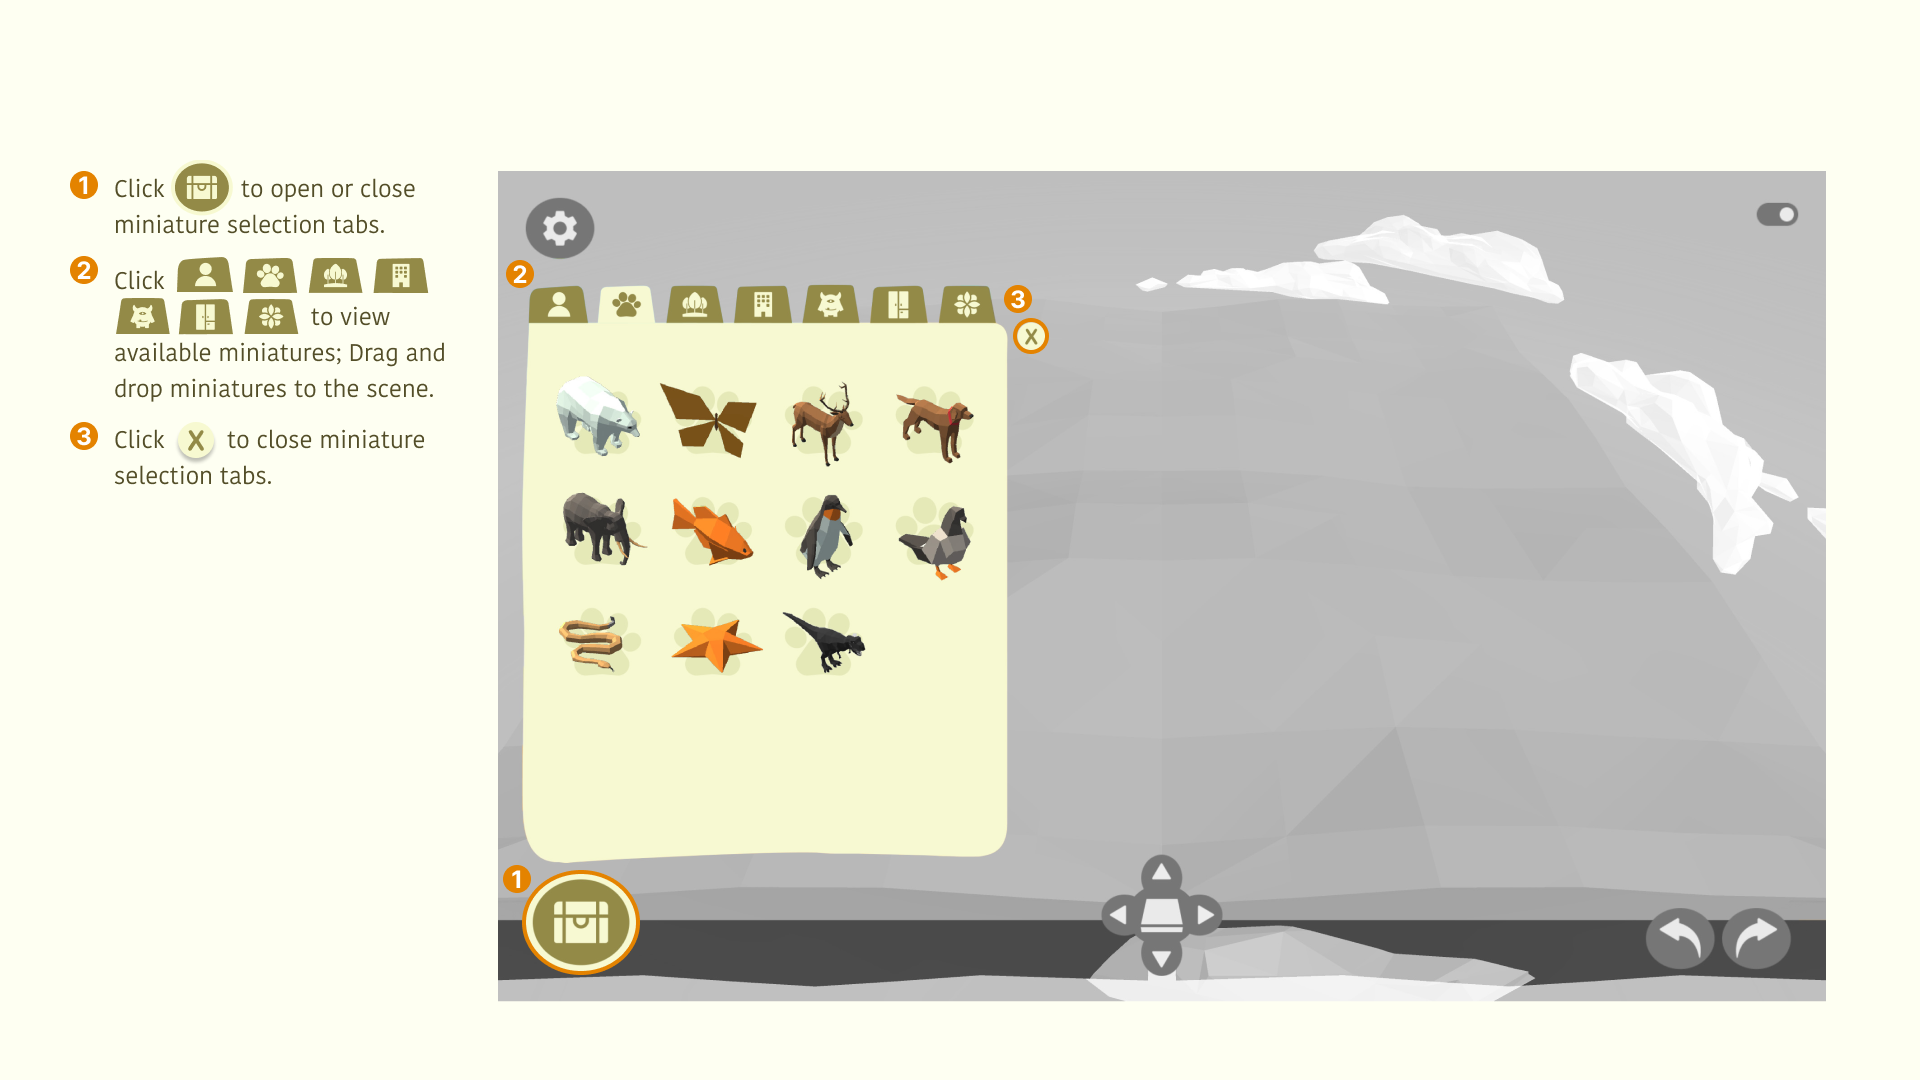 1 Click to open or close
miniature selection tabs.
2 Click
to view
available miniatures; Drag and
drop miniatures to the scene.
3 Click X to close miniature
selection tabs.
2
3
X
1